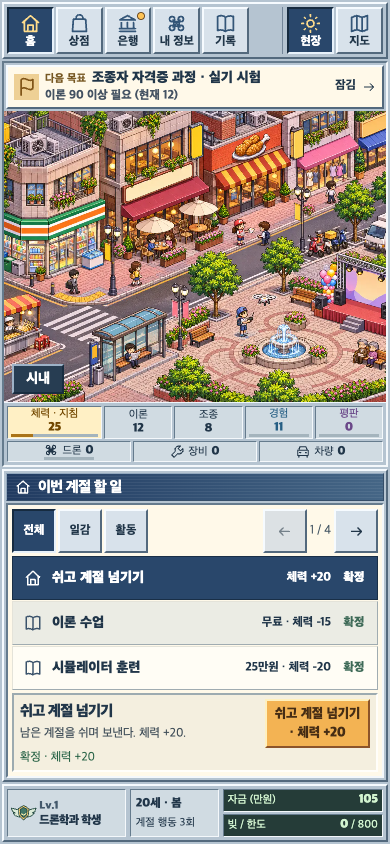 홈
상점
은행
내 정보
기록
현장
지도
다음 목표 조종자 자격증 과정 · 실기 시험
이론 90 이상 필요 (현재 12)
잠김 →
시내
체력 · 지침
25
이론
12
조종
8
경험
11
평판
0
드론 0
장비 0
차량 0
이번 계절 할 일
전체
일감
활동
←
1 / 4
→
쉬고 계절 넘기기 체력 +20 확정
이론 수업 무료 · 체력 -15 확정
시뮬레이터 훈련 25만원 · 체력 -20 확정
쉬고 계절 넘기기
남은 계절을 쉬며 보낸다. 체력 +20.
확정 · 체력 +20
쉬고 계절 넘기기
· 체력 +20
Lv.1
드론학과 학생
20세 · 봄
계절 행동 3회
자금 (만원) 105
빚 / 한도 0 / 800